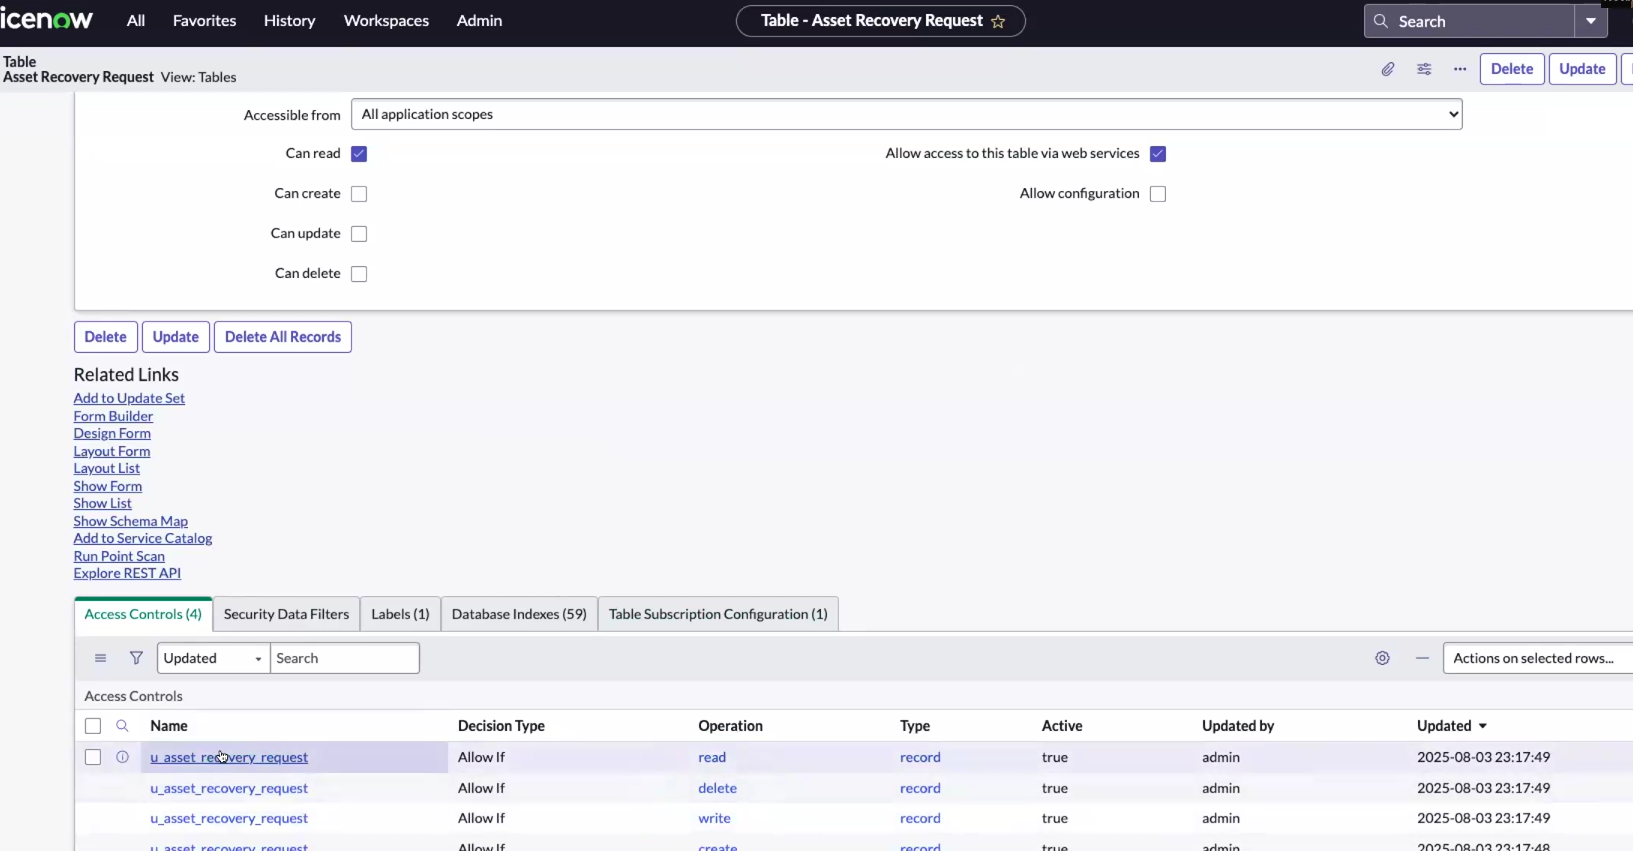 icenow All Favorites History Workspaces Admin Table - Asset Recovery Request Search
Table
Asset Recovery Request View: Tables Delete Update
Accessible from All application scopes
Can read Allow access to this table via web services
Can create Allow configuration
Can update
Can delete
Delete Update Delete All Records
Related Links
Add to Update Set
Form Builder
Design Form
Layout Form
Layout List
Show Form
Show List
Show Schema Map
Add to Service Catalog
Run Point Scan
Explore REST API
Access Controls (4) Security Data Filters Labels (1) Database Indexes (59) Table Subscription Configuration (1)
Updated Search Actions on selected rows...
Access Controls
Name Decision Type Operation Type Active Updated by Updated
u_asset_recovery_request Allow If read record true admin 2025-08-03 23:17:49
u_asset_recovery_request Allow If delete record true admin 2025-08-03 23:17:49
u_asset_recovery_request Allow If write record true admin 2025-08-03 23:17:49
u_asset_recovery_request Allow If create record true admin 2025-08-03 23:17:48